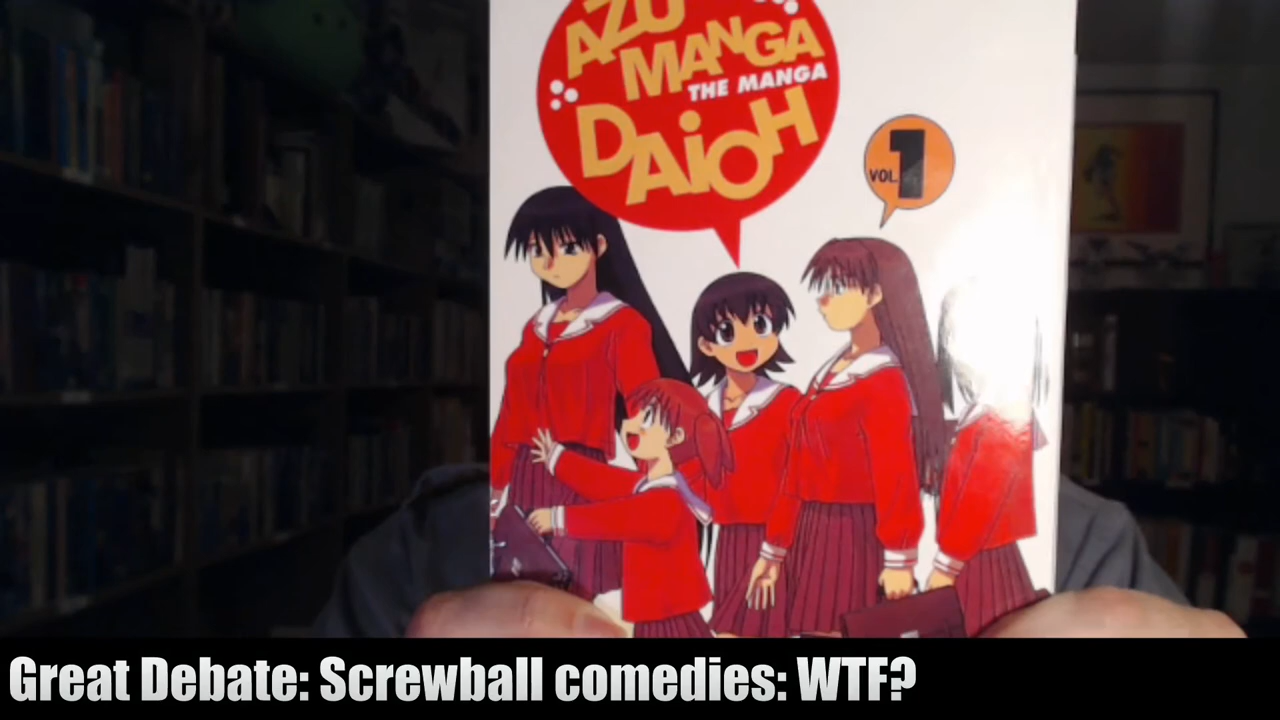 AZU
MANGA
THE MANGA
DAIOH
VOL. 1
Great Debate: Screwball comedies: WTF?